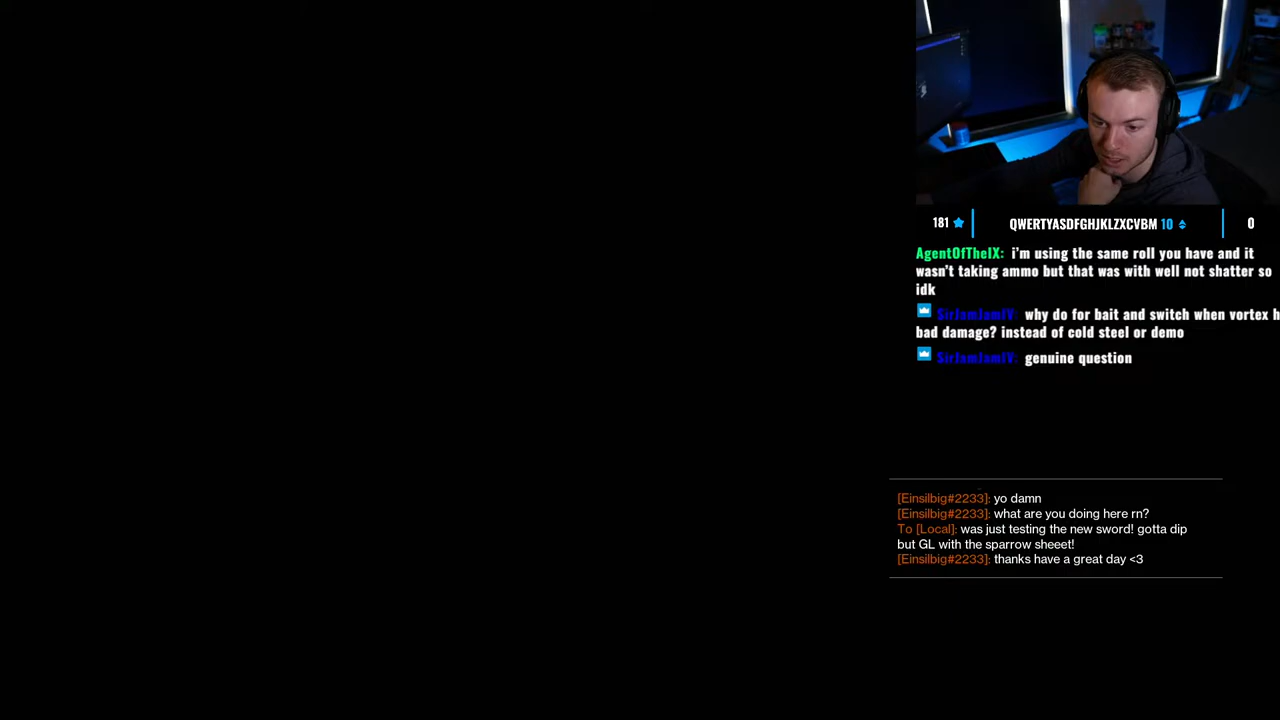 181
QWERTYASDFGHJKLZXCVBM 10
0
AgentOfTheIX: i'm using the same roll you have and it
wasn't taking ammo but that was with well not shatter so
idk
SirJamJamIV: why do for bait and switch when vortex h
bad damage? instead of cold steel or demo
SirJamJamIV: genuine question
[Einsilbig#2233]: yo damn
[Einsilbig#2233]: what are you doing here rn?
To [Local]: was just testing the new sword! gotta dip
but GL with the sparrow sheeet!
[Einsilbig#2233]: thanks have a great day <3